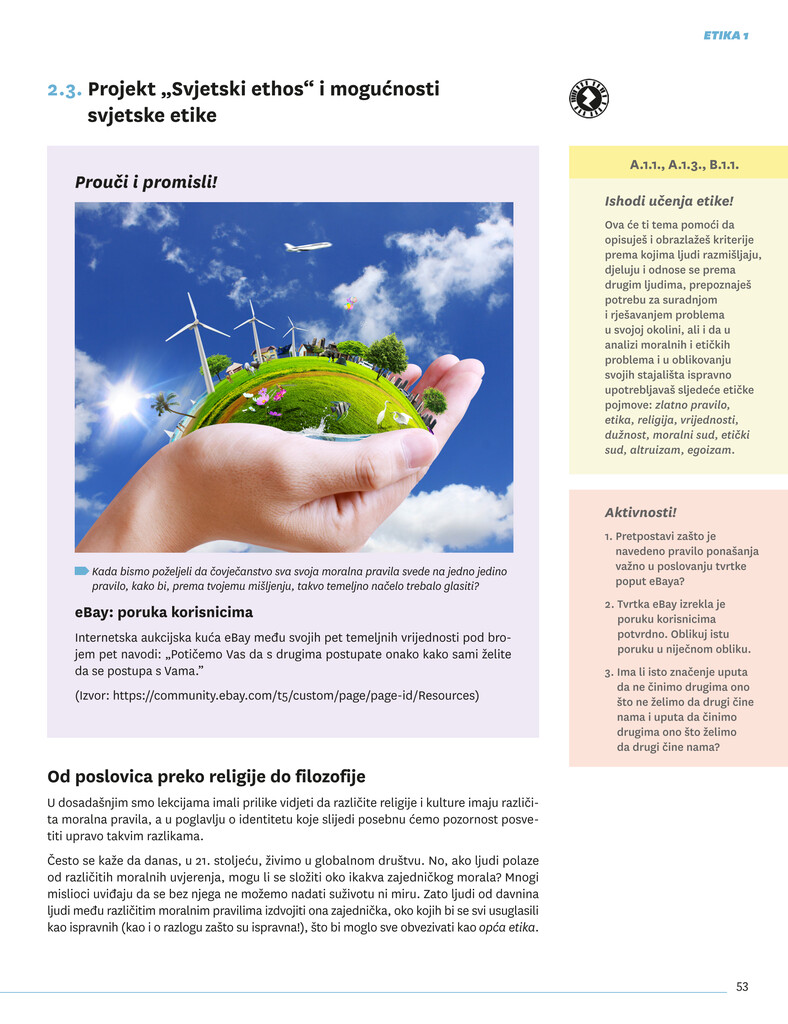 ETIKA 1
2.3. Projekt „Svjetski ethos“ i mogućnosti
svjetske etike
Prouči i promisli!
Kada bismo poželjeli da čovječanstvo sva svoja moralna pravila svede na jedno jedino
pravilo, kako bi, prema tvojemu mišljenju, takvo temeljno načelo trebalo glasiti?
eBay: poruka korisnicima
Internetska aukcijska kuća eBay među svojih pet temeljnih vrijednosti pod bro-
jem pet navodi: „Potičemo Vas da s drugima postupate onako kako sami želite
da se postupa s Vama.”
(Izvor: https://community.ebay.com/t5/custom/page/page-id/Resources)
A.1.1., A.1.3., B.1.1.
Ishodi učenja etike!
Ova će ti tema pomoći da
opisuješ i obrazlažeš kriterije
prema kojima ljudi razmišljaju,
djeluju i odnose se prema
drugim ljudima, prepoznaješ
potrebu za suradnjom
i rješavanjem problema
u svojoj okolini, ali i da u
analizi moralnih i etičkih
problema i u oblikovanju
svojih stajališta ispravno
upotrebljavaš sljedeće etičke
pojmove: zlatno pravilo,
etika, religija, vrijednosti,
dužnost, moralni sud, etički
sud, altruizam, egoizam.
Aktivnosti!
1. Pretpostavi zašto je
navedeno pravilo ponašanja
važno u poslovanju tvrtke
poput eBaya?
2. Tvrtka eBay izrekla je
poruku korisnicima
potvrdno. Oblikuj istu
poruku u niječnom obliku.
3. Ima li isto značenje uputa
da ne činimo drugima ono
što ne želimo da drugi čine
nama i uputa da činimo
drugima ono što želimo
da drugi čine nama?
Od poslovica preko religije do filozofije
U dosadašnjim smo lekcijama imali prilike vidjeti da različite religije i kulture imaju različi-
ta moralna pravila, a u poglavlju o identitetu koje slijedi posebnu ćemo pozornost posve-
titi upravo takvim razlikama.
Često se kaže da danas, u 21. stoljeću, živimo u globalnom društvu. No, ako ljudi polaze
od različitih moralnih uvjerenja, mogu li se složiti oko ikakva zajedničkog morala? Mnogi
mislioci uviđaju da se bez njega ne možemo nadati suživotu ni miru. Zato ljudi od davnina
ljudi među različitim moralnim pravilima izdvojiti ona zajednička, oko kojih bi se svi usuglasili
kao ispravnih (kao i o razlogu zašto su ispravna!), što bi moglo sve obvezivati kao opća etika.
53